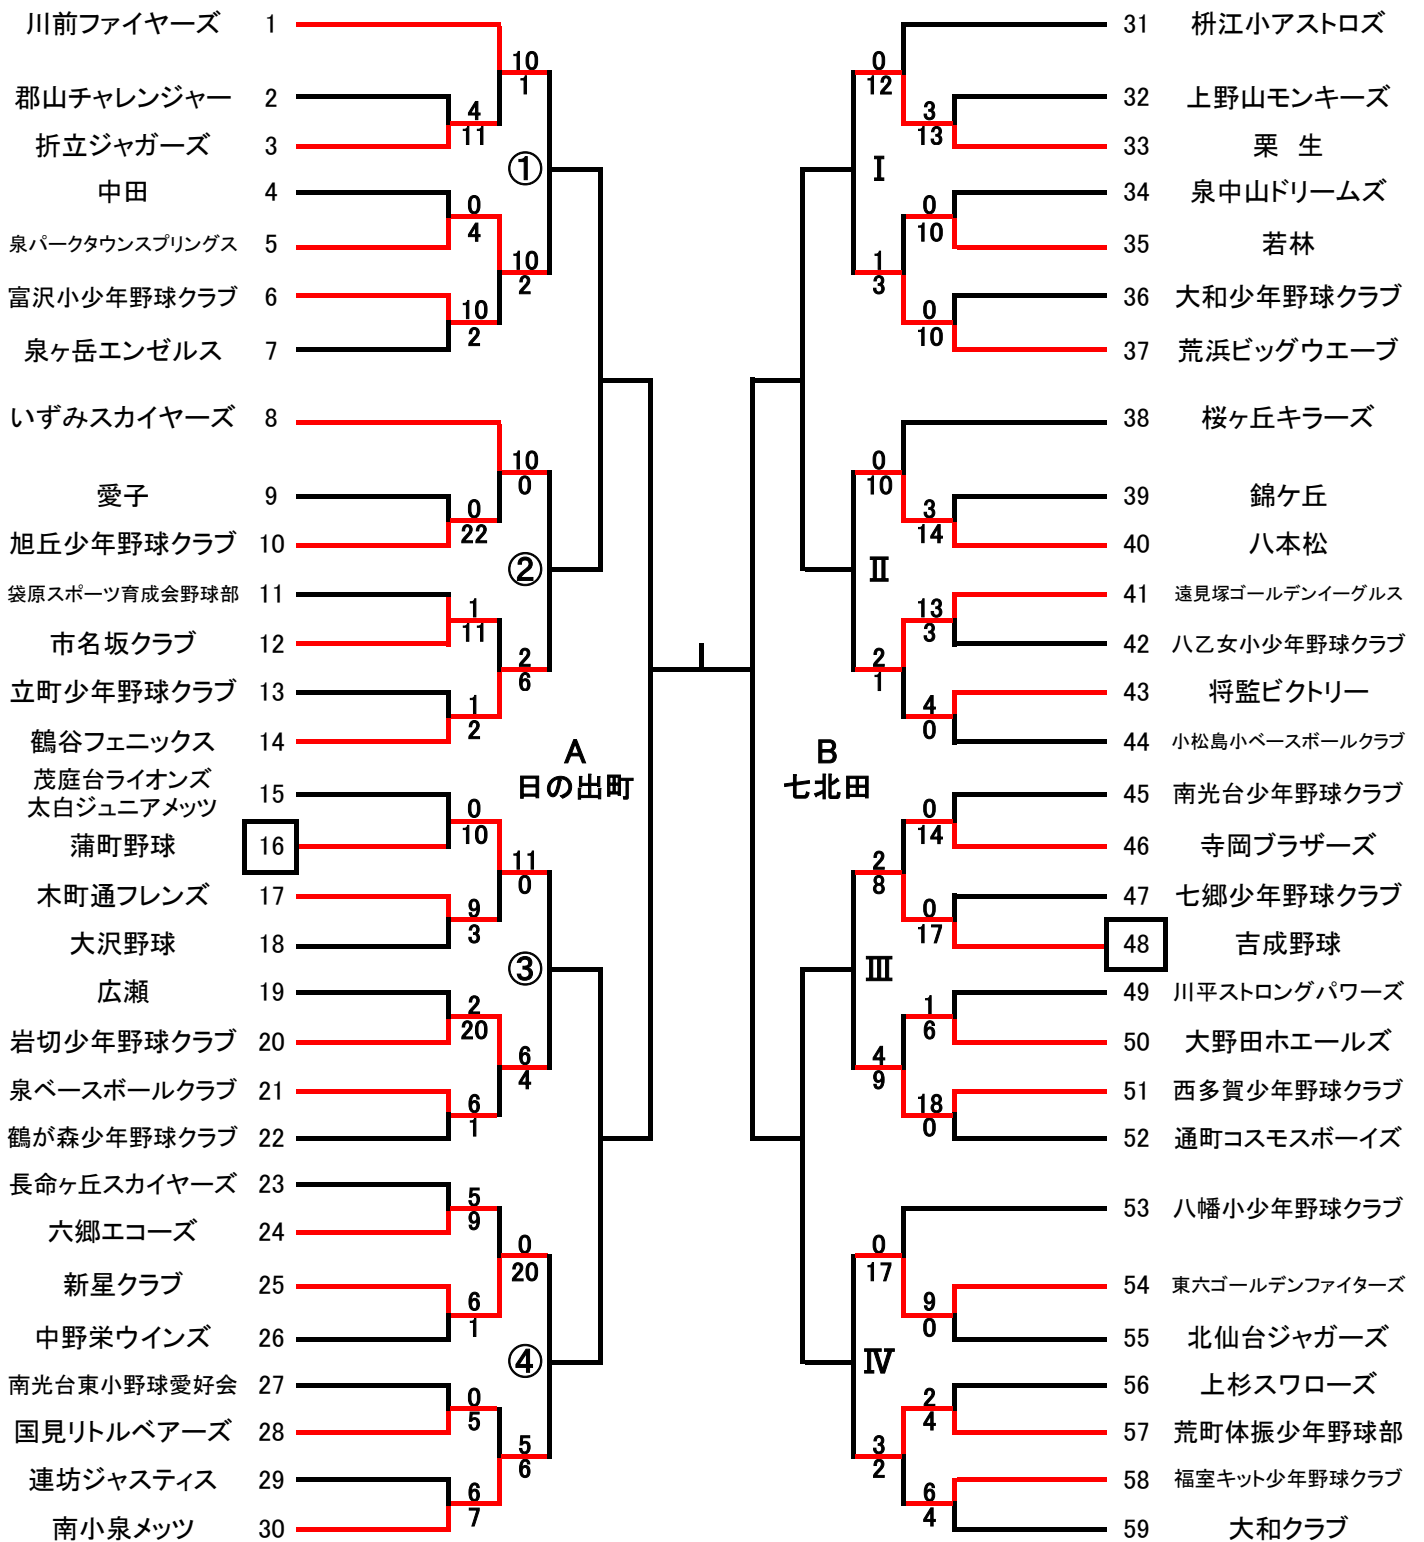 川前ファイヤーズ 1
郡山チャレンジャー 2
折立ジャガーズ 3
中田 4
泉パークタウンスプリングス 5
富沢小少年野球クラブ 6
泉ヶ岳エンゼルス 7
いずみスカイヤーズ 8
愛子 9
旭丘少年野球クラブ 10
袋原スポーツ育成会野球部 11
市名坂クラブ 12
立町少年野球クラブ 13
鶴谷フェニックス 14
茂庭台ライオンズ
太白ジュニアメッツ 15
蒲町野球 16
木町通フレンズ 17
大沢野球 18
広瀬 19
岩切少年野球クラブ 20
泉ベースボールクラブ 21
鶴が森少年野球クラブ 22
長命ヶ丘スカイヤーズ 23
六郷エコーズ 24
新星クラブ 25
中野栄ウインズ 26
南光台東小野球愛好会 27
国見リトルベアーズ 28
連坊ジャスティス 29
南小泉メッツ 30
4
11
0
4
10
2
0
22
1
11
1
2
0
10
9
3
2
20
6
1
5
9
6
1
0
5
6
7
10
1
10
2
10
0
2
6
11
0
6
4
0
20
5
6
①
②
③
④
A
日の出町
B
七北田
Ⅰ
Ⅱ
Ⅲ
Ⅳ
0
12
1
3
0
10
2
1
2
8
4
9
0
17
3
2
3
13
0
10
0
10
3
14
13
3
4
0
0
14
0
17
1
6
18
0
9
0
2
4
6
4
31 枡江小アストロズ
32 上野山モンキーズ
33 栗 生
34 泉中山ドリームズ
35 若林
36 大和少年野球クラブ
37 荒浜ビッグウエーブ
38 桜ヶ丘キラーズ
39 錦ケ丘
40 八本松
41 遠見塚ゴールデンイーグルス
42 八乙女小少年野球クラブ
43 将監ビクトリー
44 小松島小ベースボールクラブ
45 南光台少年野球クラブ
46 寺岡ブラザーズ
47 七郷少年野球クラブ
48 吉成野球
49 川平ストロングパワーズ
50 大野田ホエールズ
51 西多賀少年野球クラブ
52 通町コスモスボーイズ
53 八幡小少年野球クラブ
54 東六ゴールデンファイターズ
55 北仙台ジャガーズ
56 上杉スワローズ
57 荒町体振少年野球部
58 福室キット少年野球クラブ
59 大和クラブ